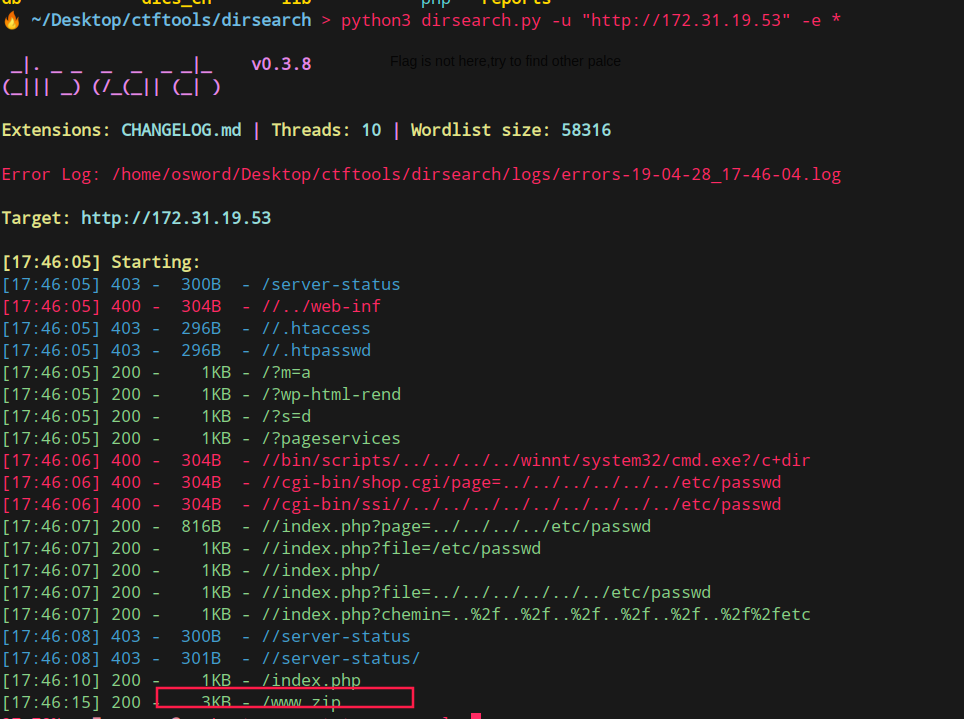 db dics_cn lib php reports
🔥 ~/Desktop/ctftools/dirsearch > python3 dirsearch.py -u "http://172.31.19.53" -e *
_|. _ _ _ _ _ _|_ v0.3.8
Flag is not here,try to find other palce
(_||| _) (/_(_|| (_| )
Extensions: CHANGELOG.md | Threads: 10 | Wordlist size: 58316
Error Log: /home/osword/Desktop/ctftools/dirsearch/logs/errors-19-04-28_17-46-04.log
Target: http://172.31.19.53
[17:46:05] Starting:
[17:46:05] 403 - 300B - /server-status
[17:46:05] 400 - 304B - //../web-inf
[17:46:05] 403 - 296B - //.htaccess
[17:46:05] 403 - 296B - //.htpasswd
[17:46:05] 200 - 1KB - /?m=a
[17:46:05] 200 - 1KB - /?wp-html-rend
[17:46:05] 200 - 1KB - /?s=d
[17:46:05] 200 - 1KB - /?pageservices
[17:46:06] 400 - 304B - //bin/scripts/../../../../winnt/system32/cmd.exe?/c+dir
[17:46:06] 400 - 304B - //cgi-bin/shop.cgi/page=../../../../../../etc/passwd
[17:46:06] 400 - 304B - //cgi-bin/ssi//../../../../../../../../etc/passwd
[17:46:07] 200 - 816B - //index.php?page=../../../../etc/passwd
[17:46:07] 200 - 1KB - //index.php?file=/etc/passwd
[17:46:07] 200 - 1KB - //index.php/
[17:46:07] 200 - 1KB - //index.php?file=../../../../../../etc/passwd
[17:46:07] 200 - 1KB - //index.php?chemin=..%2f..%2f..%2f..%2f..%2f..%2f%2fetc
[17:46:08] 403 - 300B - //server-status
[17:46:08] 403 - 301B - //server-status/
[17:46:10] 200 - 1KB - /index.php
[17:46:15] 200 - 3KB - /www.zip